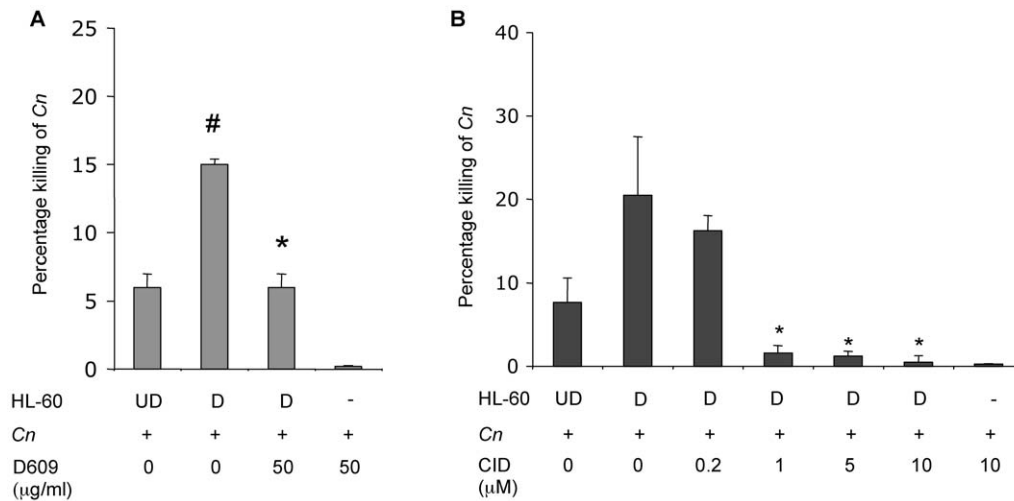 A
Percentage killing of Cn
25
20
15
10
5
0
#
*
HL-60 UD D D -
Cn + + + +
D609 0 0 50 50
(µg/ml)
B
Percentage killing of Cn
40
30
20
10
0
* * *
HL-60 UD D D D D D -
Cn + + + + + + +
CID 0 0 0.2 1 5 10 10
(µM)